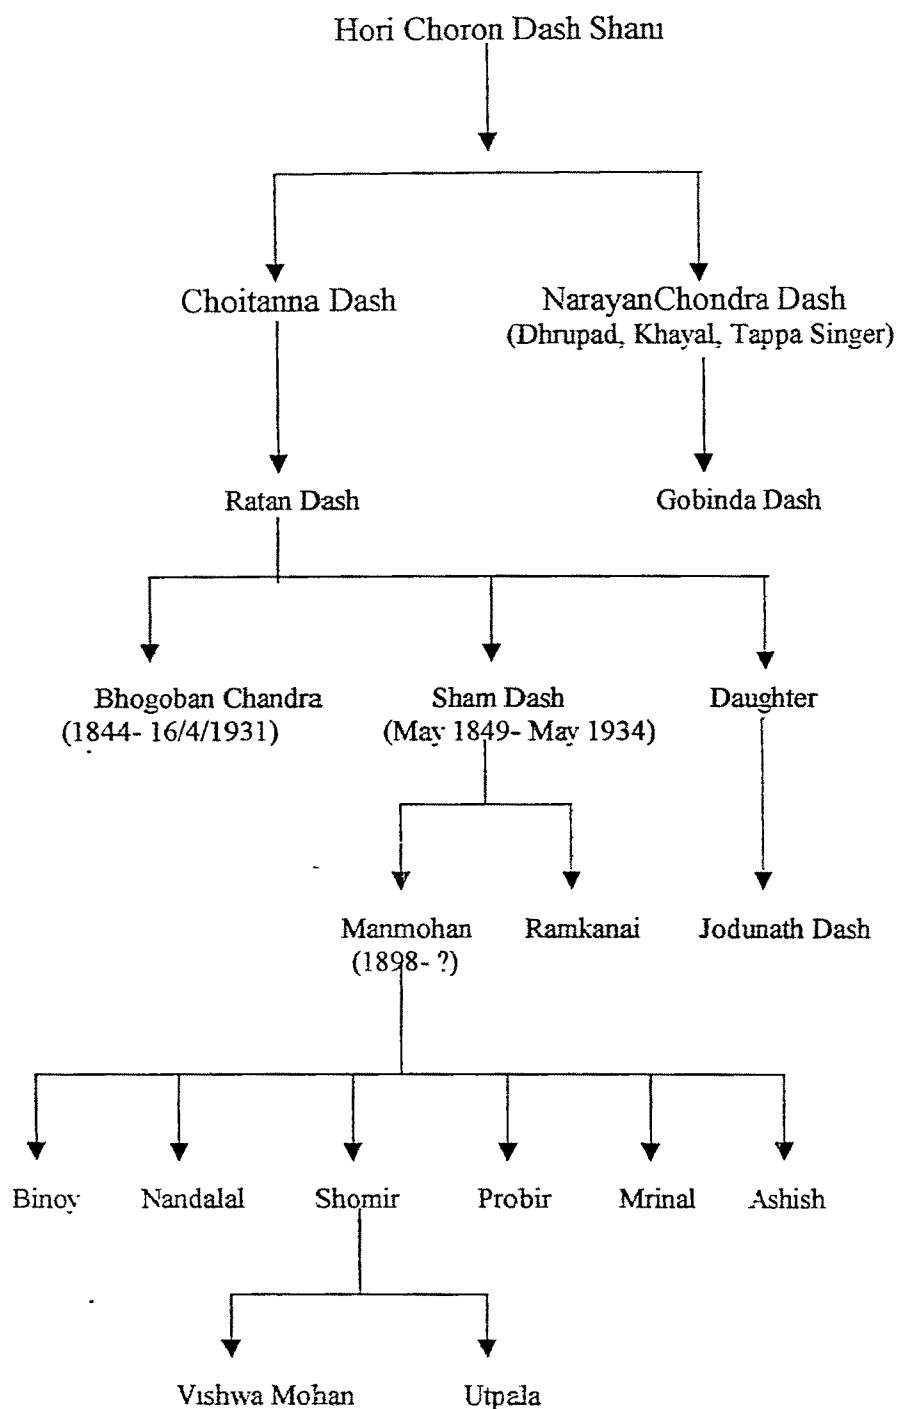 Hori Choron Dash Sham
Choitanna Dash
NarayanChondra Dash
(Dhrupad, Khayal, Tappa Singer)
Ratan Dash
Gobinda Dash
Bhogoban Chandra
(1844- 16/4/1931)
Sham Dash
(May 1849- May 1934)
Daughter
Manmohan
(1898- ?)
Ramkanai
Jodunath Dash
Binoy
Nandalal
Shomir
Probir
Mrinal
Ashish
Vishwa Mohan
Utpala